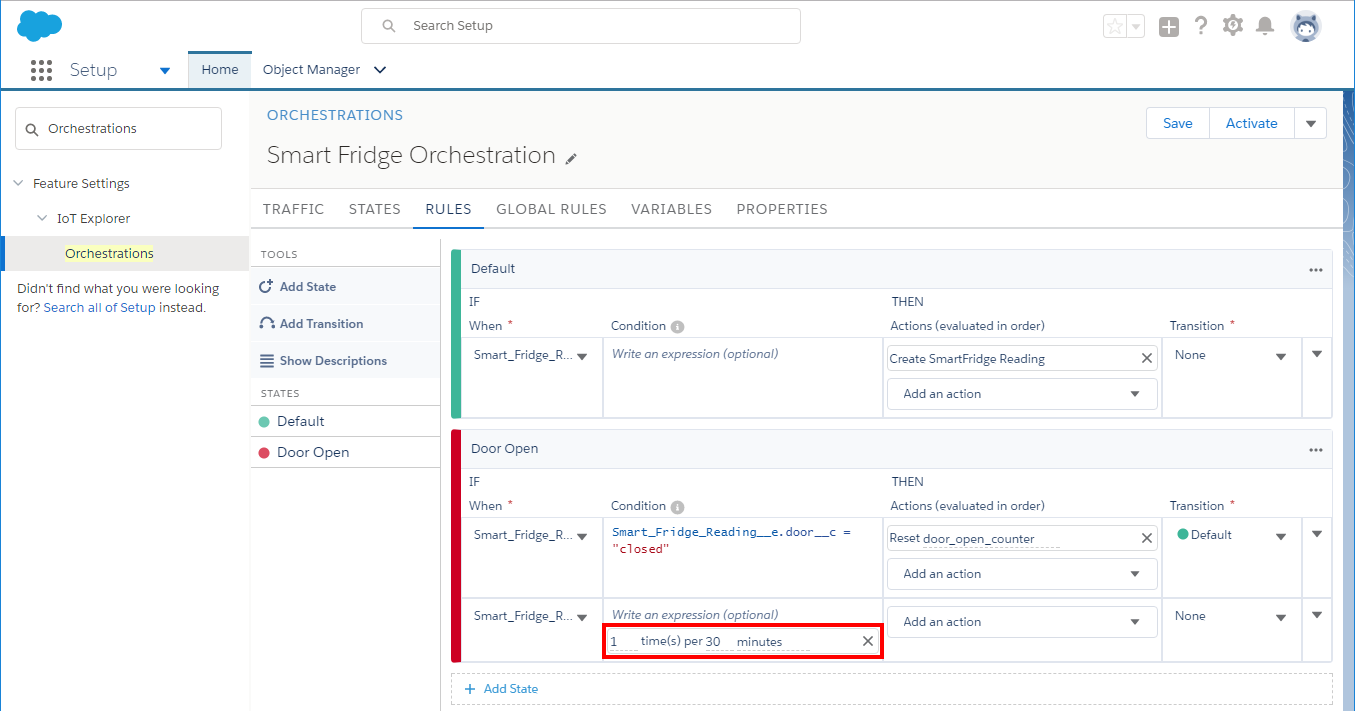 Search Setup
Setup
Home
Object Manager
Orchestrations
Feature Settings
IoT Explorer
Orchestrations
Didn't find what you were looking
for? Search all of Setup instead.
ORCHESTRATIONS
Smart Fridge Orchestration
Save
Activate
TRAFFIC
STATES
RULES
GLOBAL RULES
VARIABLES
PROPERTIES
TOOLS
Add State
Add Transition
Show Descriptions
STATES
Default
Door Open
Default
IF
THEN
When *
Condition i
Actions (evaluated in order)
Transition *
Smart_Fridge_R...
Write an expression (optional)
Create SmartFridge Reading
None
Add an action
Door Open
IF
THEN
When *
Condition i
Actions (evaluated in order)
Transition *
Smart_Fridge_R...
Smart_Fridge_Reading__e.door__c =
"closed"
Reset door_open_counter
Default
Add an action
Smart_Fridge_R...
Write an expression (optional)
Add an action
None
1 time(s) per 30 minutes
+ Add State